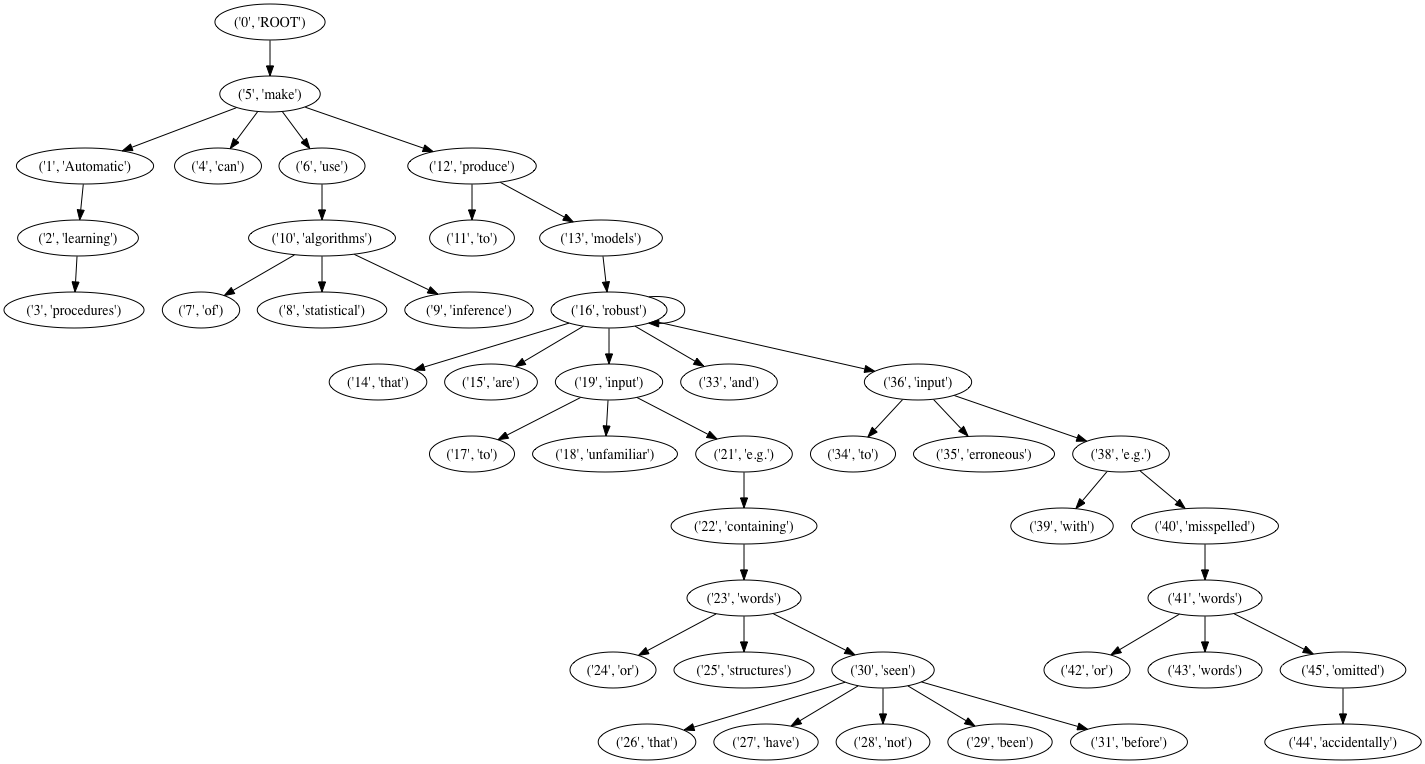 ('0', 'ROOT')
('5', 'make')
('1', 'Automatic')
('4', 'can')
('6', 'use')
('12', 'produce')
('2', 'learning')
('10', 'algorithms')
('11', 'to')
('13', 'models')
('3', 'procedures')
('7', 'of')
('8', 'statistical')
('9', 'inference')
('16', 'robust')
('14', 'that')
('15', 'are')
('19', 'input')
('33', 'and')
('36', 'input')
('17', 'to')
('18', 'unfamiliar')
('21', 'e.g.')
('34', 'to')
('35', 'erroneous')
('38', 'e.g.')
('22', 'containing')
('39', 'with')
('40', 'misspelled')
('23', 'words')
('41', 'words')
('24', 'or')
('25', 'structures')
('30', 'seen')
('42', 'or')
('43', 'words')
('45', 'omitted')
('26', 'that')
('27', 'have')
('28', 'not')
('29', 'been')
('31', 'before')
('44', 'accidentally')